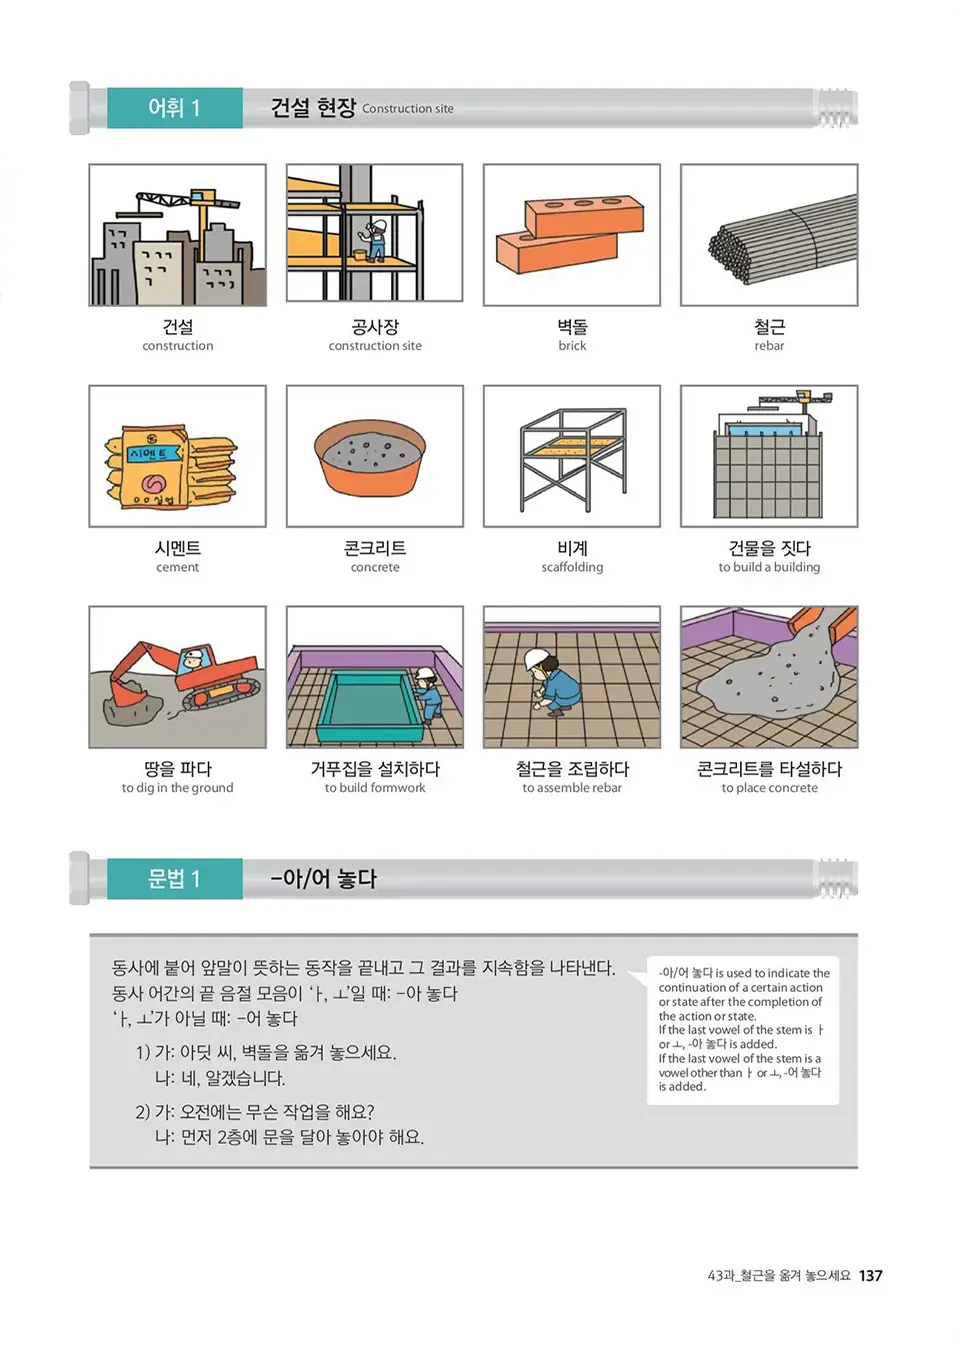 어휘 1
건설 현장 Construction site
건설
construction
공사장
construction site
벽돌
brick
철근
rebar
시멘트
시멘트
cement
콘크리트
concrete
비계
scaffolding
건물을 짓다
to build a building
땅을 파다
to dig in the ground
거푸집을 설치하다
to build formwork
철근을 조립하다
to assemble rebar
콘크리트를 타설하다
to place concrete
문법 1
-아/어 놓다
동사에 붙어 앞말이 뜻하는 동작을 끝내고 그 결과를 지속함을 나타낸다.
동사 어간의 끝 음절 모음이 ‘ㅏ, ㅗ’일 때: -아 놓다
‘ㅏ, ㅗ’가 아닐 때: -어 놓다
1) 가: 아딧 씨, 벽돌을 옮겨 놓으세요.
나: 네, 알겠습니다.
2) 가: 오전에는 무슨 작업을 해요?
나: 먼저 2층에 문을 달아 놓아야 해요.
-아/어 놓다 is used to indicate the
continuation of a certain action
or state after the completion of
the action or state.
If the last vowel of the stem is ㅏ
or ㅗ, -아 놓다 is added.
If the last vowel of the stem is a
vowel other than ㅏ or ㅗ, -어 놓다
is added.
43과_철근을 옮겨 놓으세요 137